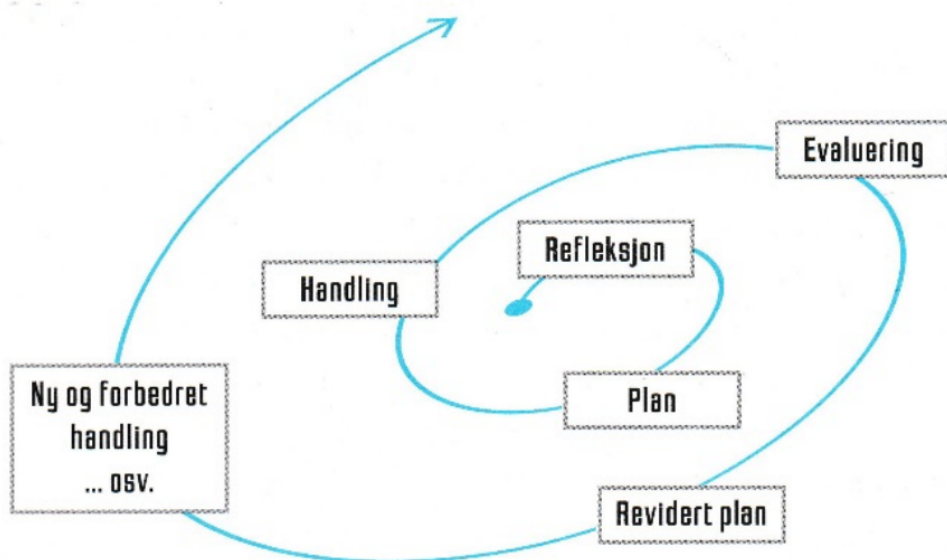 Evaluering
Refleksjon
Handling
Ny og forbedret
handling
... osv.
Plan
Revidert plan